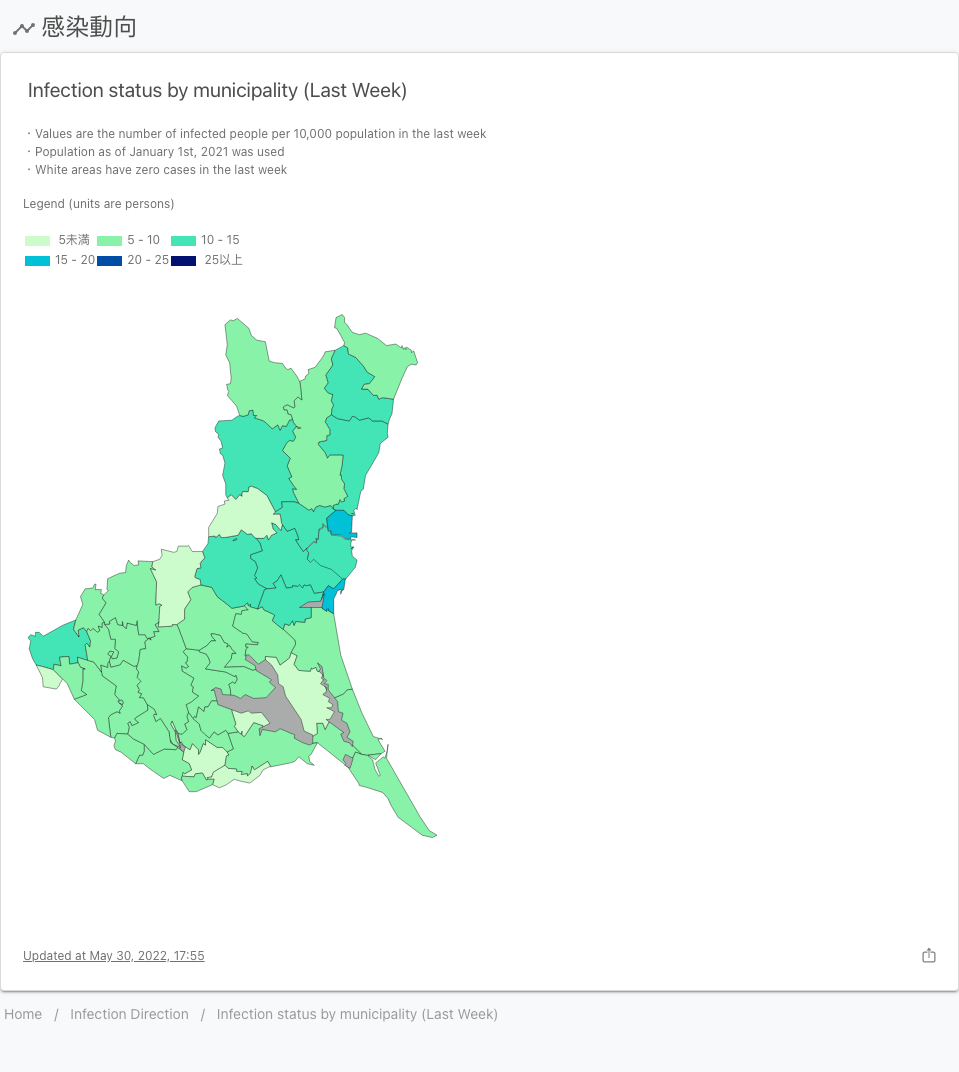 感染動向
Infection status by municipality (Last Week)
・Values are the number of infected people per 10,000 population in the last week
・Population as of January 1st, 2021 was used
・White areas have zero cases in the last week
Legend (units are persons)
5未満 5 - 10 10 - 15
15 - 20 20 - 25 25以上
Updated at May 30, 2022, 17:55
Home / Infection Direction / Infection status by municipality (Last Week)